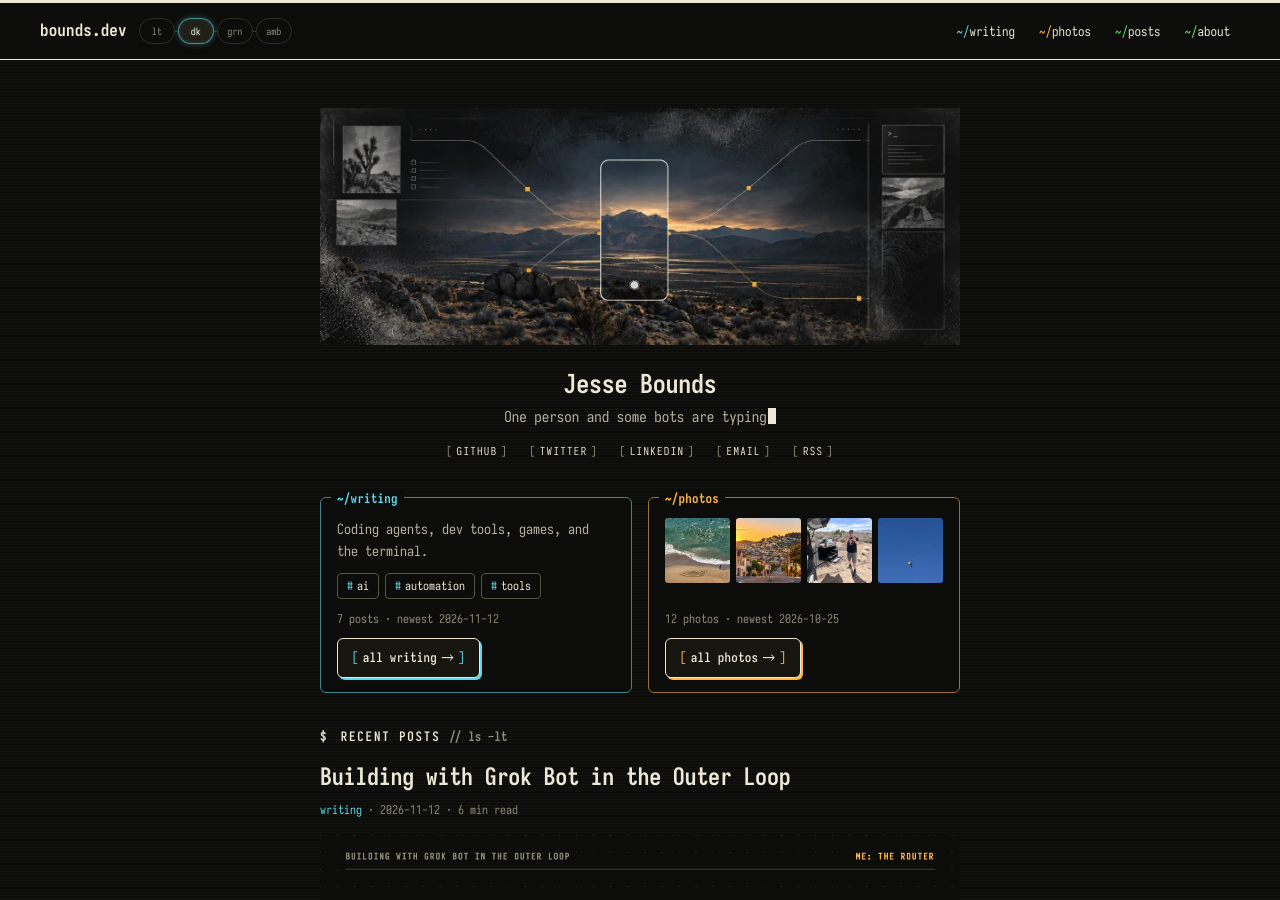 bounds.dev lt dk grn amb ~/writing ~/photos ~/posts ~/about
>_
Jesse Bounds
One person and some bots are typing
[ GITHUB ] [ TWITTER ] [ LINKEDIN ] [ EMAIL ] [ RSS ]
~/writing
Coding agents, dev tools, games, and
the terminal.
# ai # automation # tools
7 posts · newest 2026-11-12
[ all writing → ]
~/photos
12 photos · newest 2026-10-25
[ all photos → ]
$ RECENT POSTS // ls -lt
Building with Grok Bot in the Outer Loop
writing · 2026-11-12 · 6 min read
BUILDING WITH GROK BOT IN THE OUTER LOOP ME: THE ROUTER